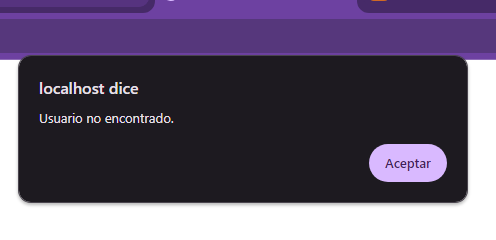 localhost dice
Usuario no encontrado.
Aceptar